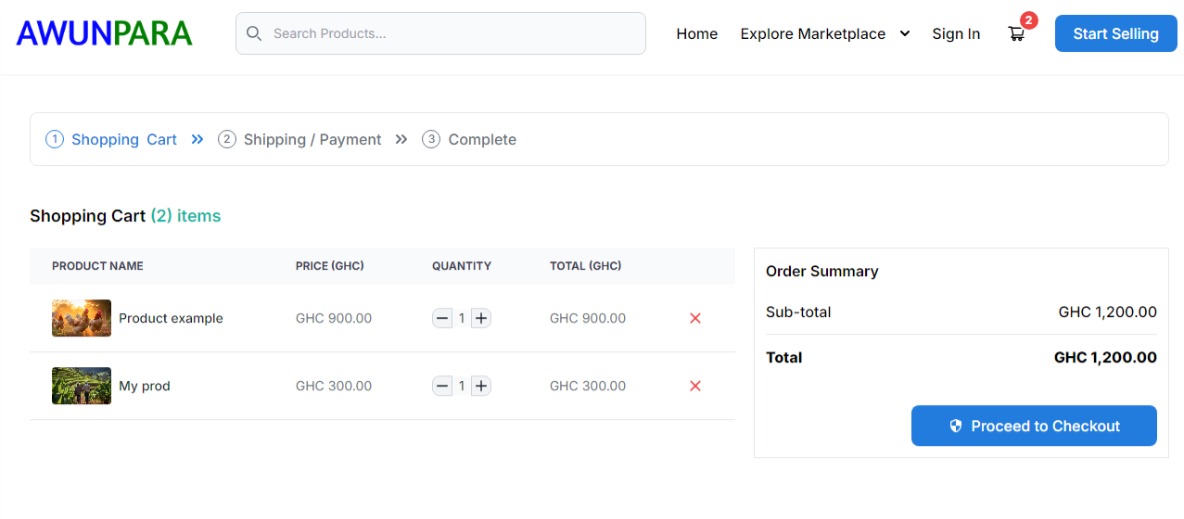 AWUNPARA
Search Products...
Home
Explore Marketplace
Sign In
2
Start Selling
1 Shopping Cart » 2 Shipping / Payment » 3 Complete
Shopping Cart (2) items
PRODUCT NAME PRICE (GHC) QUANTITY TOTAL (GHC)
Product example GHC 900.00 − 1 + GHC 900.00
My prod GHC 300.00 − 1 + GHC 300.00
Order Summary
Sub-total GHC 1,200.00
Total GHC 1,200.00
Proceed to Checkout